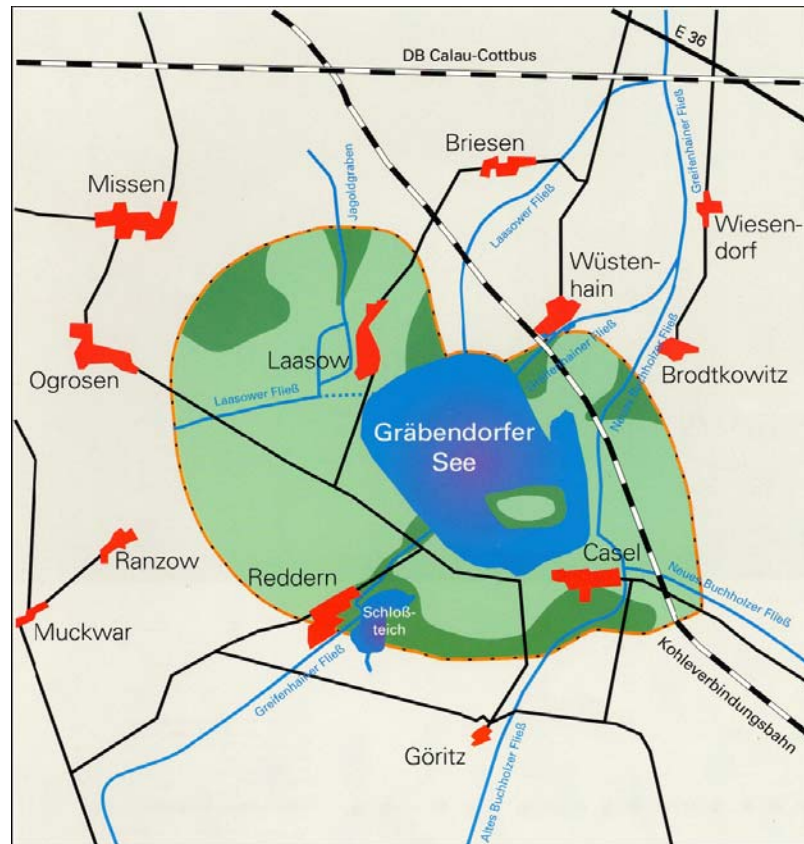 E 36
DB Calau-Cottbus
Greifenhainer Fließ
Briesen
Missen
Jagoldgraben
Laasower Fließ
Wiesen-
dorf
Wüsten-
hain
Laasow
Greifenhainer Fließ
Ogrosen
Brodtkowitz
Laasower Fließ
Neues Buchholzer Fließ
Gräbendorfer
See
Ranzow
Casel
Reddern
Neues Buchholzer Fließ
Schloß-
teich
Muckwar
Kohleverbindungsbahn
Greifenhainer Fließ
Göritz
Altes Buchholzer Fließ